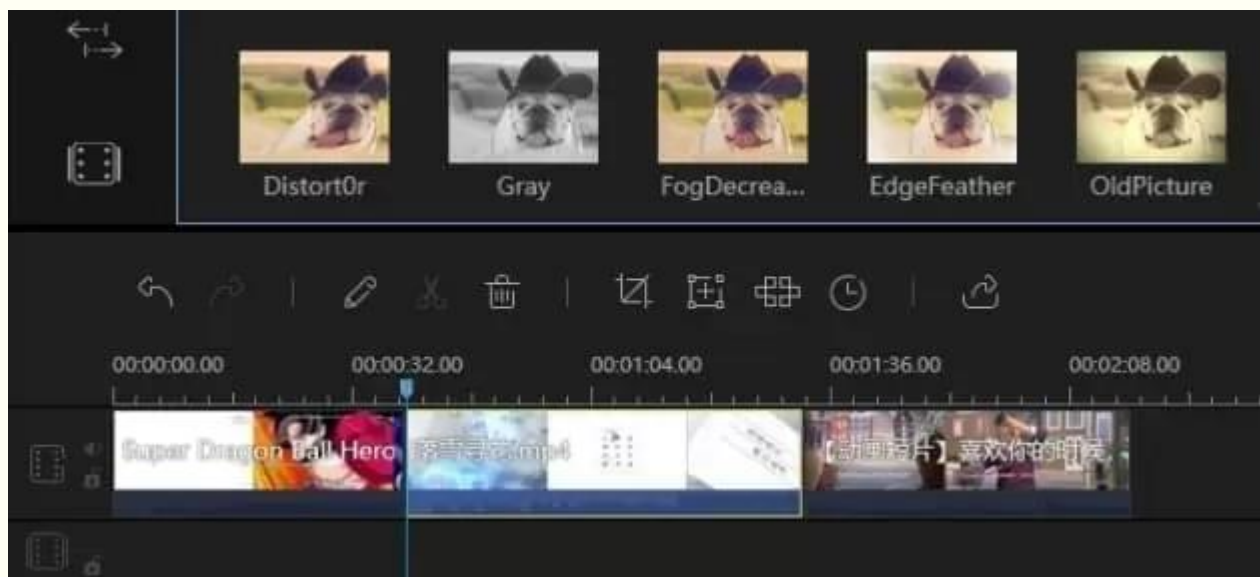 Distort0r
Gray
FogDecrea...
EdgeFeather
OldPicture
00:00:00.00
00:00:32.00
00:01:04.00
00:01:36.00
00:02:08.00
Super Dragon Ball Hero
.mp4
【动画短片】喜欢你的时候,